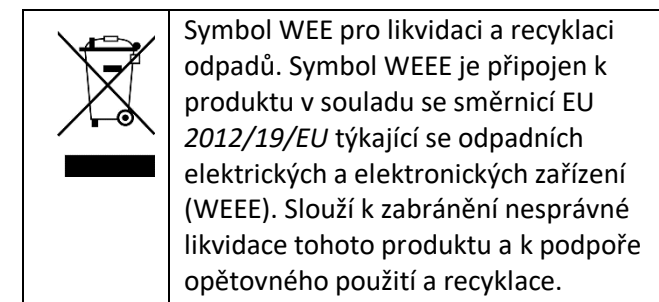 Symbol WEE pro likvidaci a recyklaci
odpadů. Symbol WEEE je připojen k
produktu v souladu se směrnicí EU
2012/19/EU týkající se odpadních
elektrických a elektronických zařízení
(WEEE). Slouží k zabránění nesprávné
likvidace tohoto produktu a k podpoře
opětovného použití a recyklace.